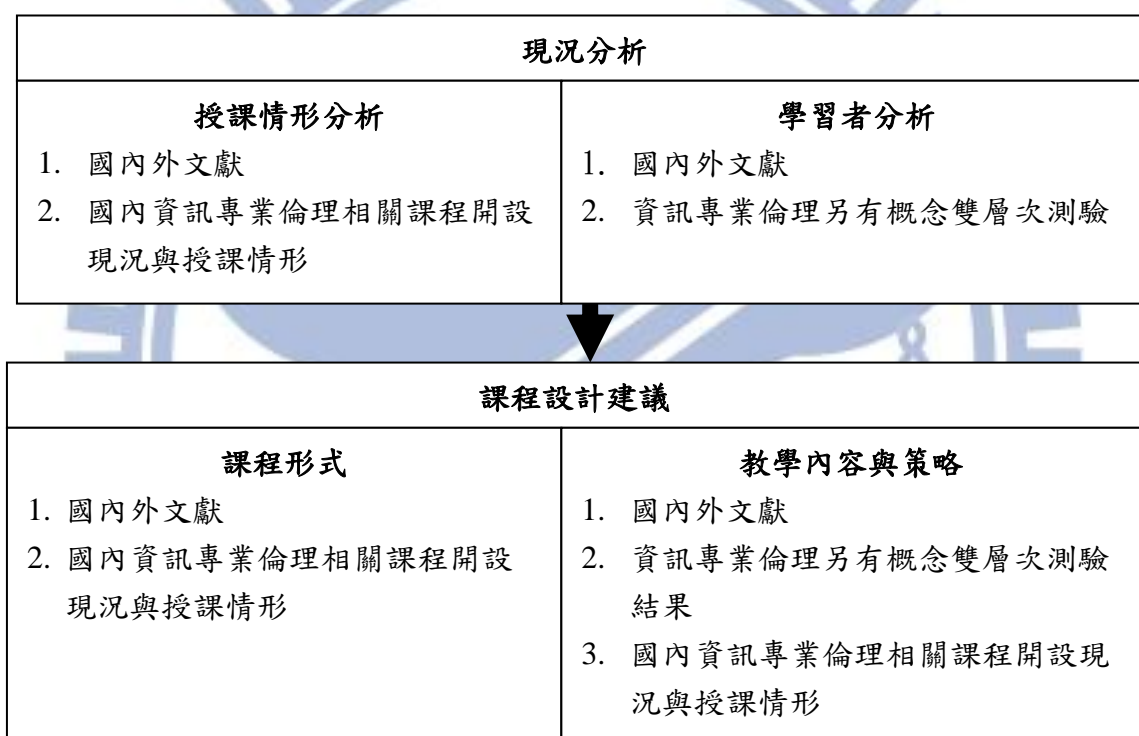 現況分析
授課情形分析
1. 國內外文獻
2. 國內資訊專業倫理相關課程開設
現況與授課情形
學習者分析
1. 國內外文獻
2. 資訊專業倫理另有概念雙層次測驗
課程設計建議
課程形式
1. 國內外文獻
2. 國內資訊專業倫理相關課程開設
現況與授課情形
教學內容與策略
1. 國內外文獻
2. 資訊專業倫理另有概念雙層次測驗
結果
3. 國內資訊專業倫理相關課程開設現
況與授課情形
8